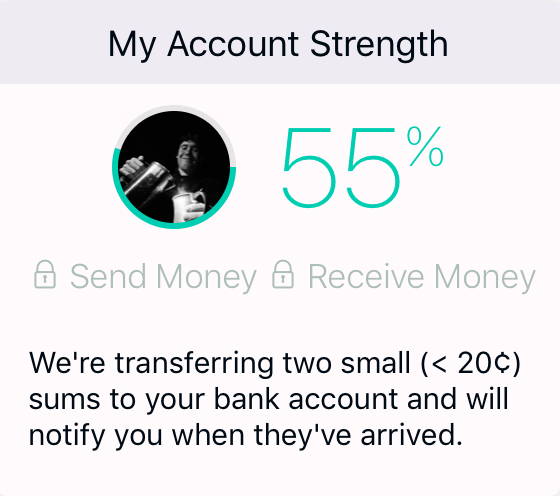 My Account Strength
55%
Send Money Receive Money
We're transferring two small (< 20¢)
sums to your bank account and will
notify you when they've arrived.